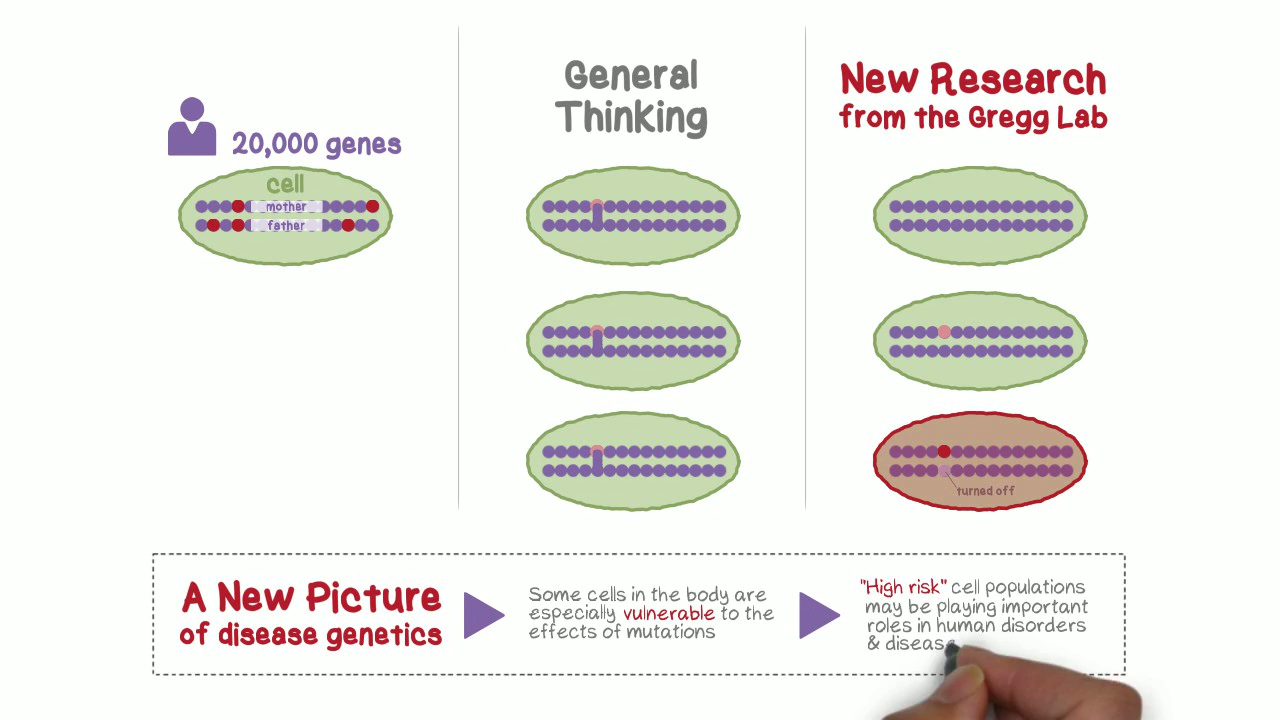 20,000 genes
cell
mother
father
General
Thinking
New Research
from the Gregg Lab
turned off
A New Picture
of disease genetics
Some cells in the body are
especially vulnerable to the
effects of mutations
"High risk" cell populations
may be playing important
roles in human disorders
& diseas